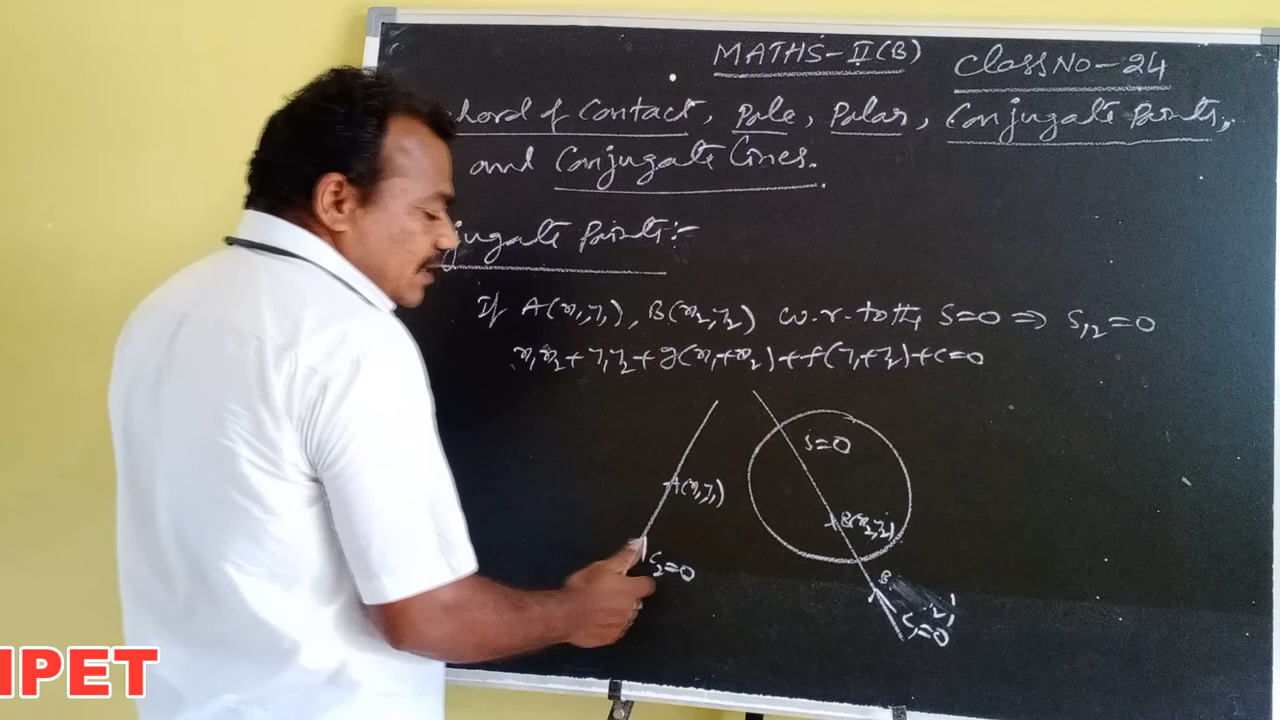 MATHS-II(B) Class No-24
hord of Contact, Pole, Polar, Conjugate Points,
and Conjugate Lines.
jugate Points:-
If A(x₁,y₁), B(x₂,y₂) w.r.to the S=0 ⇒ S₁₂=0
x₁x₂+y₁y₂+g(x₁+x₂)+f(y₁+y₂)+c=0
S=0
A(x₁,y₁)
B(x₂,y₂)
S₂=0
B
S₁=0
IPET